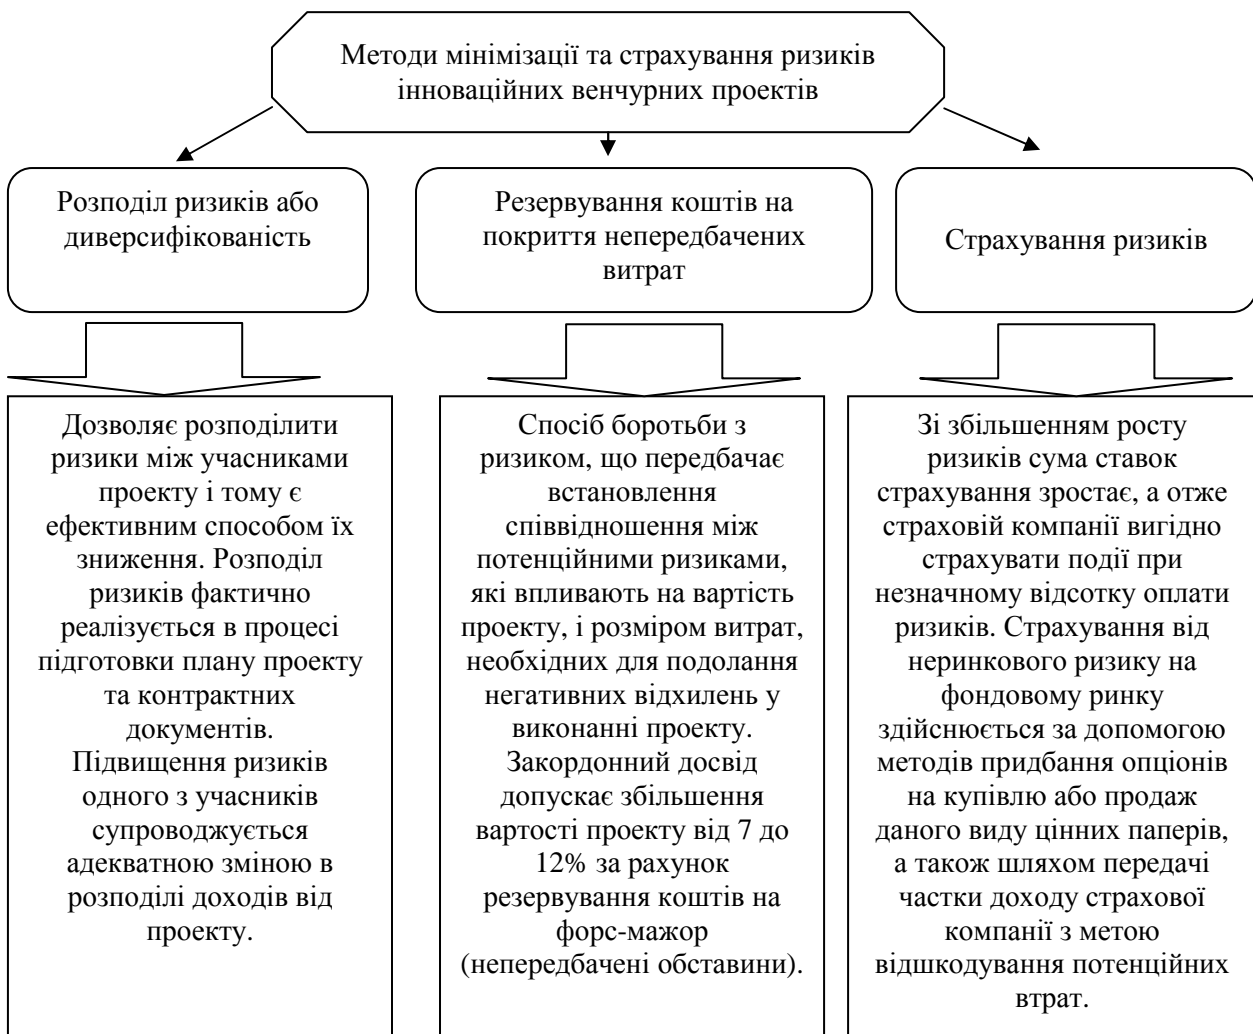 Методи мінімізації та страхування ризиків
інноваційних венчурних проектів
Розподіл ризиків або
диверсифікованість
Резервування коштів на
покриття непередбачених
витрат
Страхування ризиків
Дозволяє розподілити
ризики між учасниками
проекту і тому є
ефективним способом їх
зниження. Розподіл
ризиків фактично
реалізується в процесі
підготовки плану проекту
та контрактних
документів.
Підвищення ризиків
одного з учасників
супроводжується
адекватною зміною в
розподілі доходів від
проекту.
Спосіб боротьби з
ризиком, що передбачає
встановлення
співвідношення між
потенційними ризиками,
які впливають на вартість
проекту, і розміром витрат,
необхідних для подолання
негативних відхилень у
виконанні проекту.
Закордонний досвід
допускає збільшення
вартості проекту від 7 до
12% за рахунок
резервування коштів на
форс-мажор
(непередбачені обставини).
Зі збільшенням росту
ризиків сума ставок
страхування зростає, а отже
страховій компанії вигідно
страхувати події при
незначному відсотку оплати
ризиків. Страхування від
неринкового ризику на
фондовому ринку
здійснюється за допомогою
методів придбання опціонів
на купівлю або продаж
даного виду цінних паперів,
а також шляхом передачі
частки доходу страхової
компанії з метою
відшкодування потенційних
втрат.